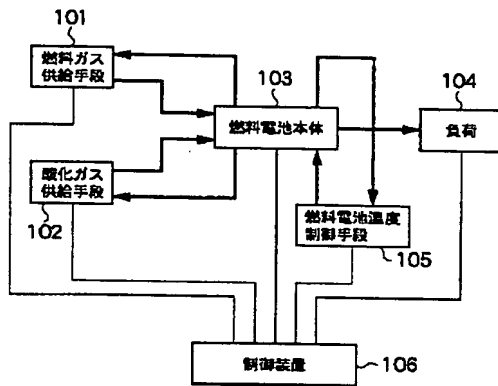 101
燃料ガス
供給手段
103
燃料電池本体
104
負荷
酸化ガス
供給手段
102
燃料電池温度
制御手段
105
制御装置
106